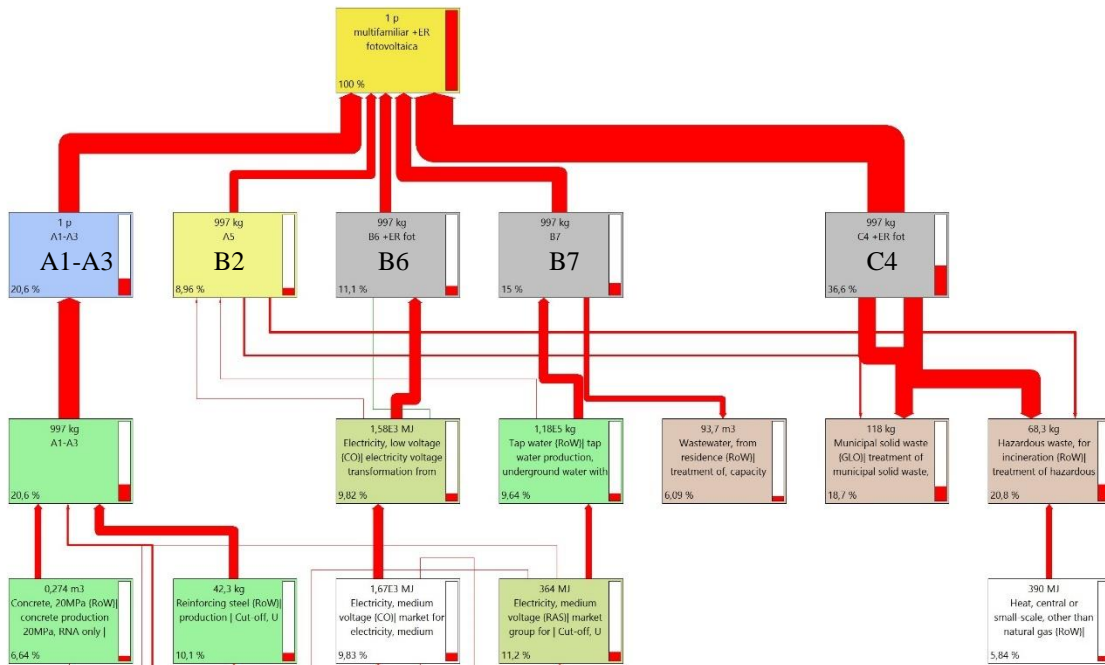 1 p
multifamiliar +ER
fotovoltaica
100 %
1 p
A1-A3
A1-A3
20,6 %
997 kg
A5
B2
8,96 %
997 kg
B6 +ER fot
B6
11,1 %
997 kg
B7
B7
15 %
997 kg
C4 +ER fot
C4
36,6 %
997 kg
A1-A3
20,6 %
1,58E3 MJ
Electricity, low voltage
{CO}| electricity voltage
transformation from
9,82 %
1,18E5 kg
Tap water {RoW}| tap
water production,
underground water with
9,64 %
93,7 m3
Wastewater, from
residence {RoW}|
treatment of, capacity
6,09 %
118 kg
Municipal solid waste
{GLO}| treatment of
municipal solid waste,
18,7 %
68,3 kg
Hazardous waste, for
incineration {RoW}|
treatment of hazardous
20,8 %
0,274 m3
Concrete, 20MPa {RoW}|
concrete production
20MPa, RNA only |
6,64 %
42,3 kg
Reinforcing steel {RoW}|
production | Cut-off, U
10,1 %
1,67E3 MJ
Electricity, medium
voltage {CO}| market for
electricity, medium
9,83 %
364 MJ
Electricity, medium
voltage {RAS}| market
group for | Cut-off, U
11,2 %
390 MJ
Heat, central or
small-scale, other than
natural gas {RoW}|
5,84 %